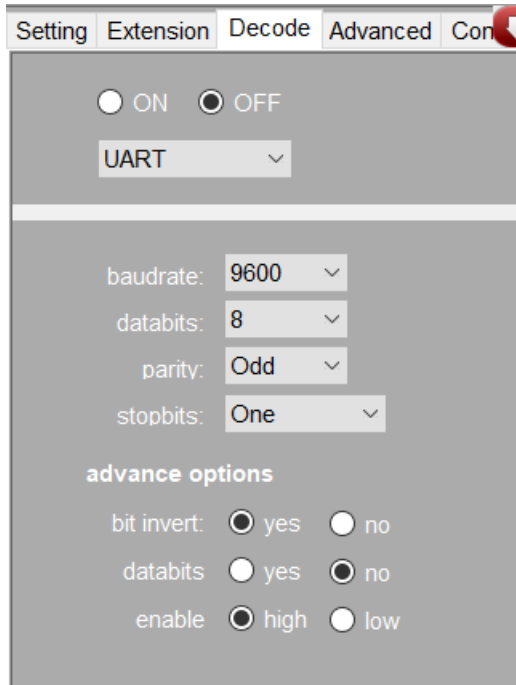 Setting Extension Decode Advanced Con
ON OFF
UART
baudrate: 9600
databits: 8
parity: Odd
stopbits: One
advance options
bit invert: yes no
databits yes no
enable high low